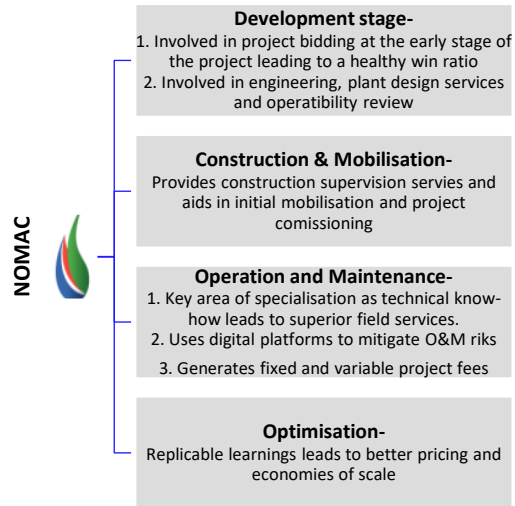 NOMAC
Development stage-
1. Involved in project bidding at the early stage of
the project leading to a healthy win ratio
2. Involved in engineering, plant design services
and operatibility review
Construction & Mobilisation-
Provides construction supervision servies and
aids in initial mobilisation and project
comissioning
Operation and Maintenance-
1. Key area of specialisation as technical know-
how leads to superior field services.
2. Uses digital platforms to mitigate O&M riks
3. Generates fixed and variable project fees
Optimisation-
Replicable learnings leads to better pricing and
economies of scale